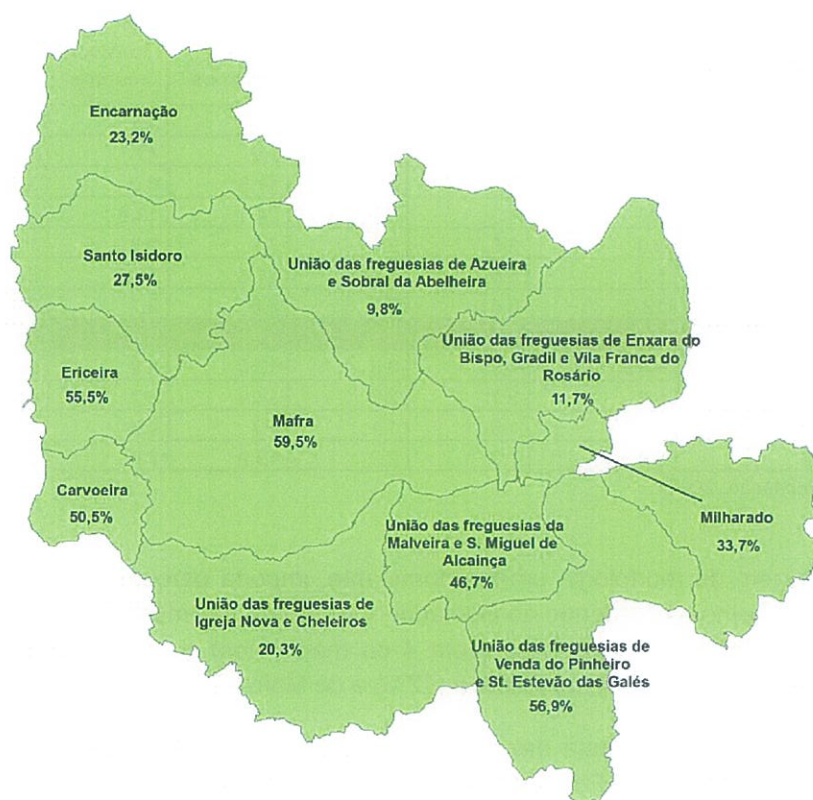 Encarnação
23,2%
Santo Isidoro
27,5%
União das freguesias de Azueira
e Sobral da Abelheira
9,8%
União das freguesias de Enxara do
Bispo, Gradil e Vila Franca do
Rosário
11,7%
Ericeira
55,5%
Mafra
59,5%
Carvoeira
50,5%
União das freguesias da
Malveira e S. Miguel de
Alcainça
46,7%
Milharado
33,7%
União das freguesias de
Igreja Nova e Cheleiros
20,3%
União das freguesias de
Venda do Pinheiro
e St. Estevão das Galés
56,9%